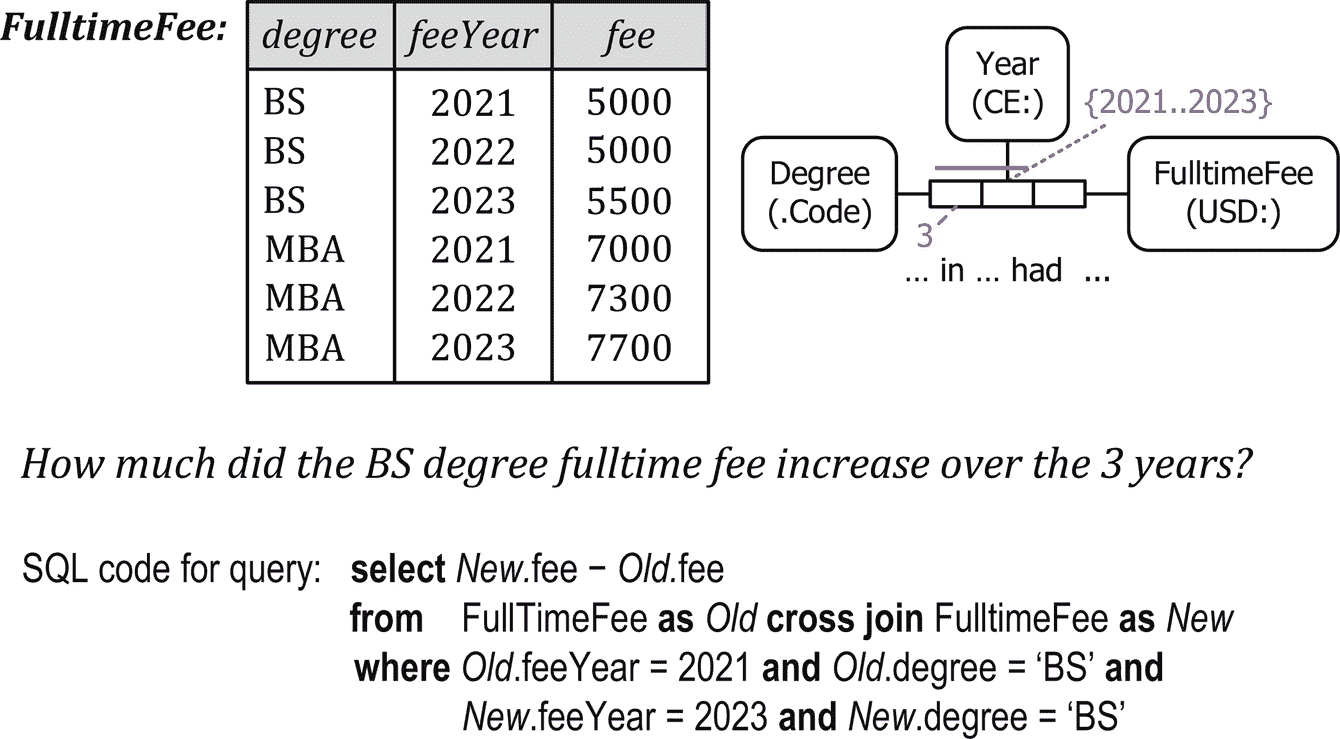 FulltimeFee:
degree feeYear fee
BS 2021 5000
BS 2022 5000
BS 2023 5500
MBA 2021 7000
MBA 2022 7300
MBA 2023 7700
Year
(CE:)
{2021..2023}
Degree
(.Code)
FulltimeFee
(USD:)
3
... in ... had ...
How much did the BS degree fulltime fee increase over the 3 years?
SQL code for query: select New.fee − Old.fee
from FullTimeFee as Old cross join FulltimeFee as New
where Old.feeYear = 2021 and Old.degree = ‘BS’ and
New.feeYear = 2023 and New.degree = ‘BS’